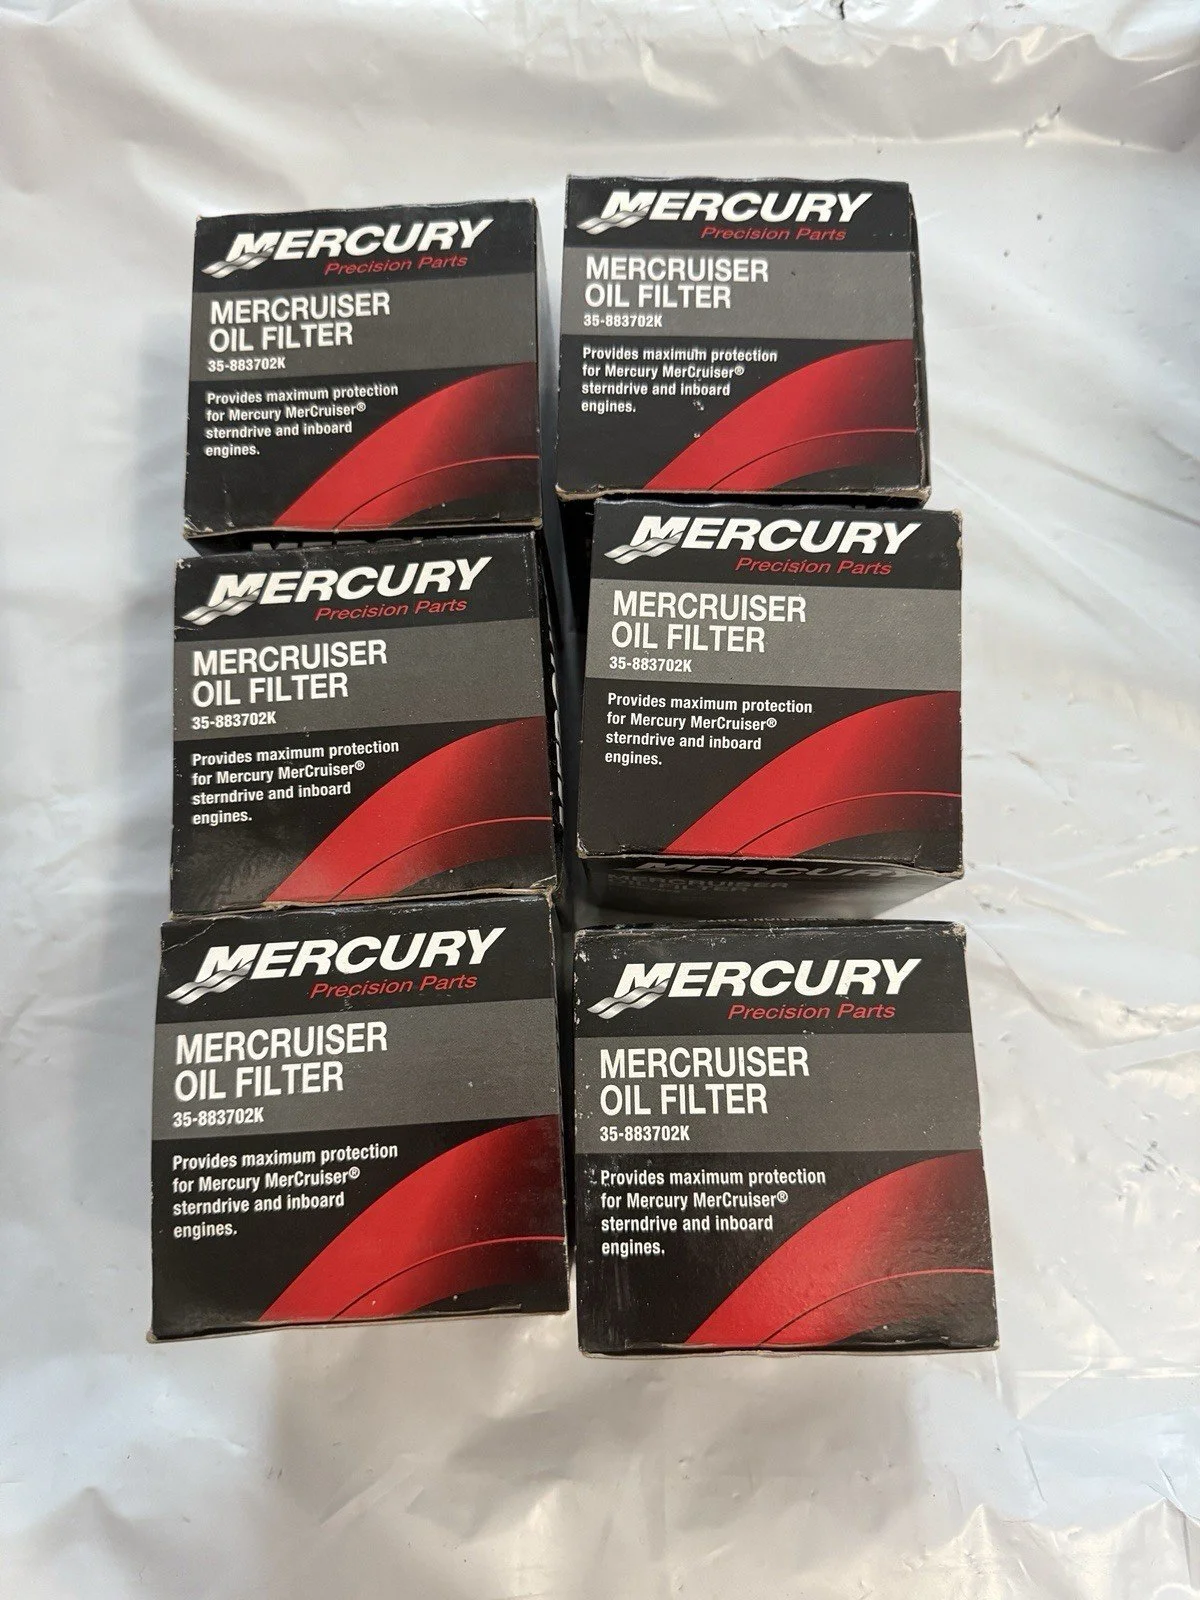 MERCURY
Precision Parts
MERCRUISER
OIL FILTER
35-883702K
Provides maximum protection
for Mercury MerCruiser®
sterndrive and inboard
engines.
MERCURY
Precision Parts
MERCRUISER
OIL FILTER
35-883702K
Provides maximum protection
for Mercury MerCruiser®
sterndrive and inboard
engines.
MERCURY
Precision Parts
MERCRUISER
OIL FILTER
35-883702K
Provides maximum protection
for Mercury MerCruiser®
sterndrive and inboard
engines.
MERCURY
Precision Parts
MERCRUISER
OIL FILTER
35-883702K
Provides maximum protection
for Mercury MerCruiser®
sterndrive and inboard
engines.
MERCURY
MERCRUISER
OIL FILTER
MERCURY
Precision Parts
MERCRUISER
OIL FILTER
35-883702K
Provides maximum protection
for Mercury MerCruiser®
sterndrive and inboard
engines.
MERCURY
Precision Parts
MERCRUISER
OIL FILTER
35-883702K
Provides maximum protection
for Mercury MerCruiser®
sterndrive and inboard
engines.